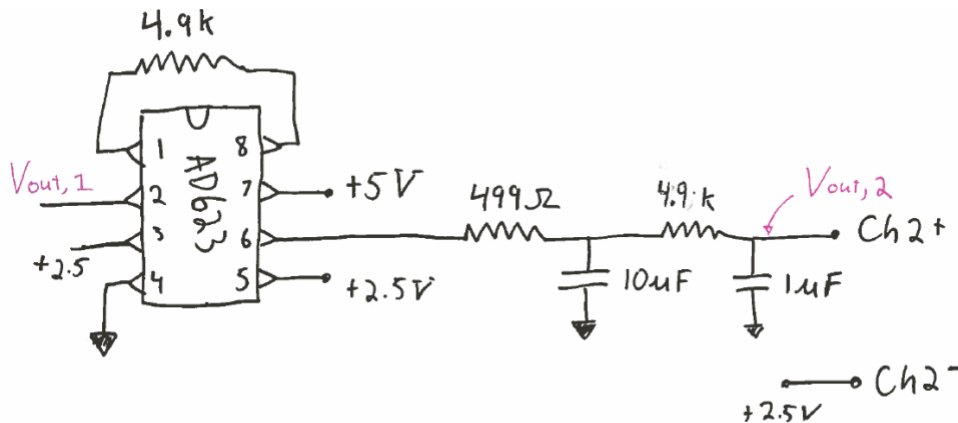 4.9k
1 8
Vout,1
2 7 +5V
AD623
3 6
+2.5
4 5 +2.5V
499Ω 4.9k
Vout,2
Ch2+
10uF 1uF
Ch2-
+2.5V